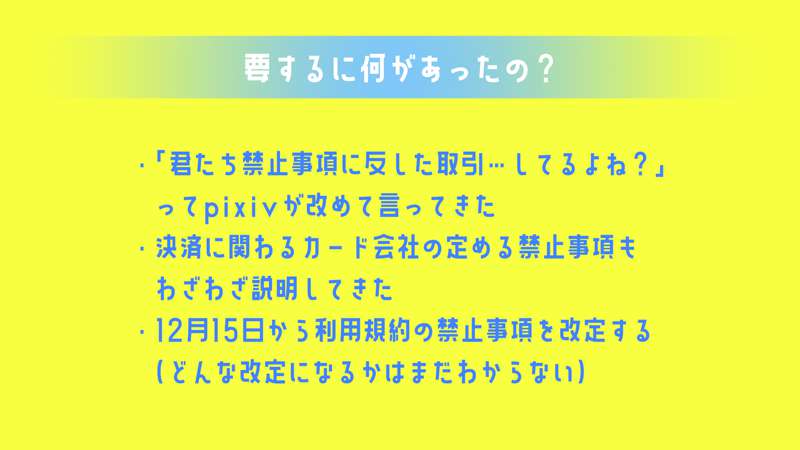 要するに何があったの？
・「君たち禁止事項に反した取引…してるよね？」
ってpixivが改めて言ってきた
・決済に関わるカード会社の定める禁止事項も
わざわざ説明してきた
・12月15日から利用規約の禁止事項を改定する
(どんな改定になるかはまだわからない)